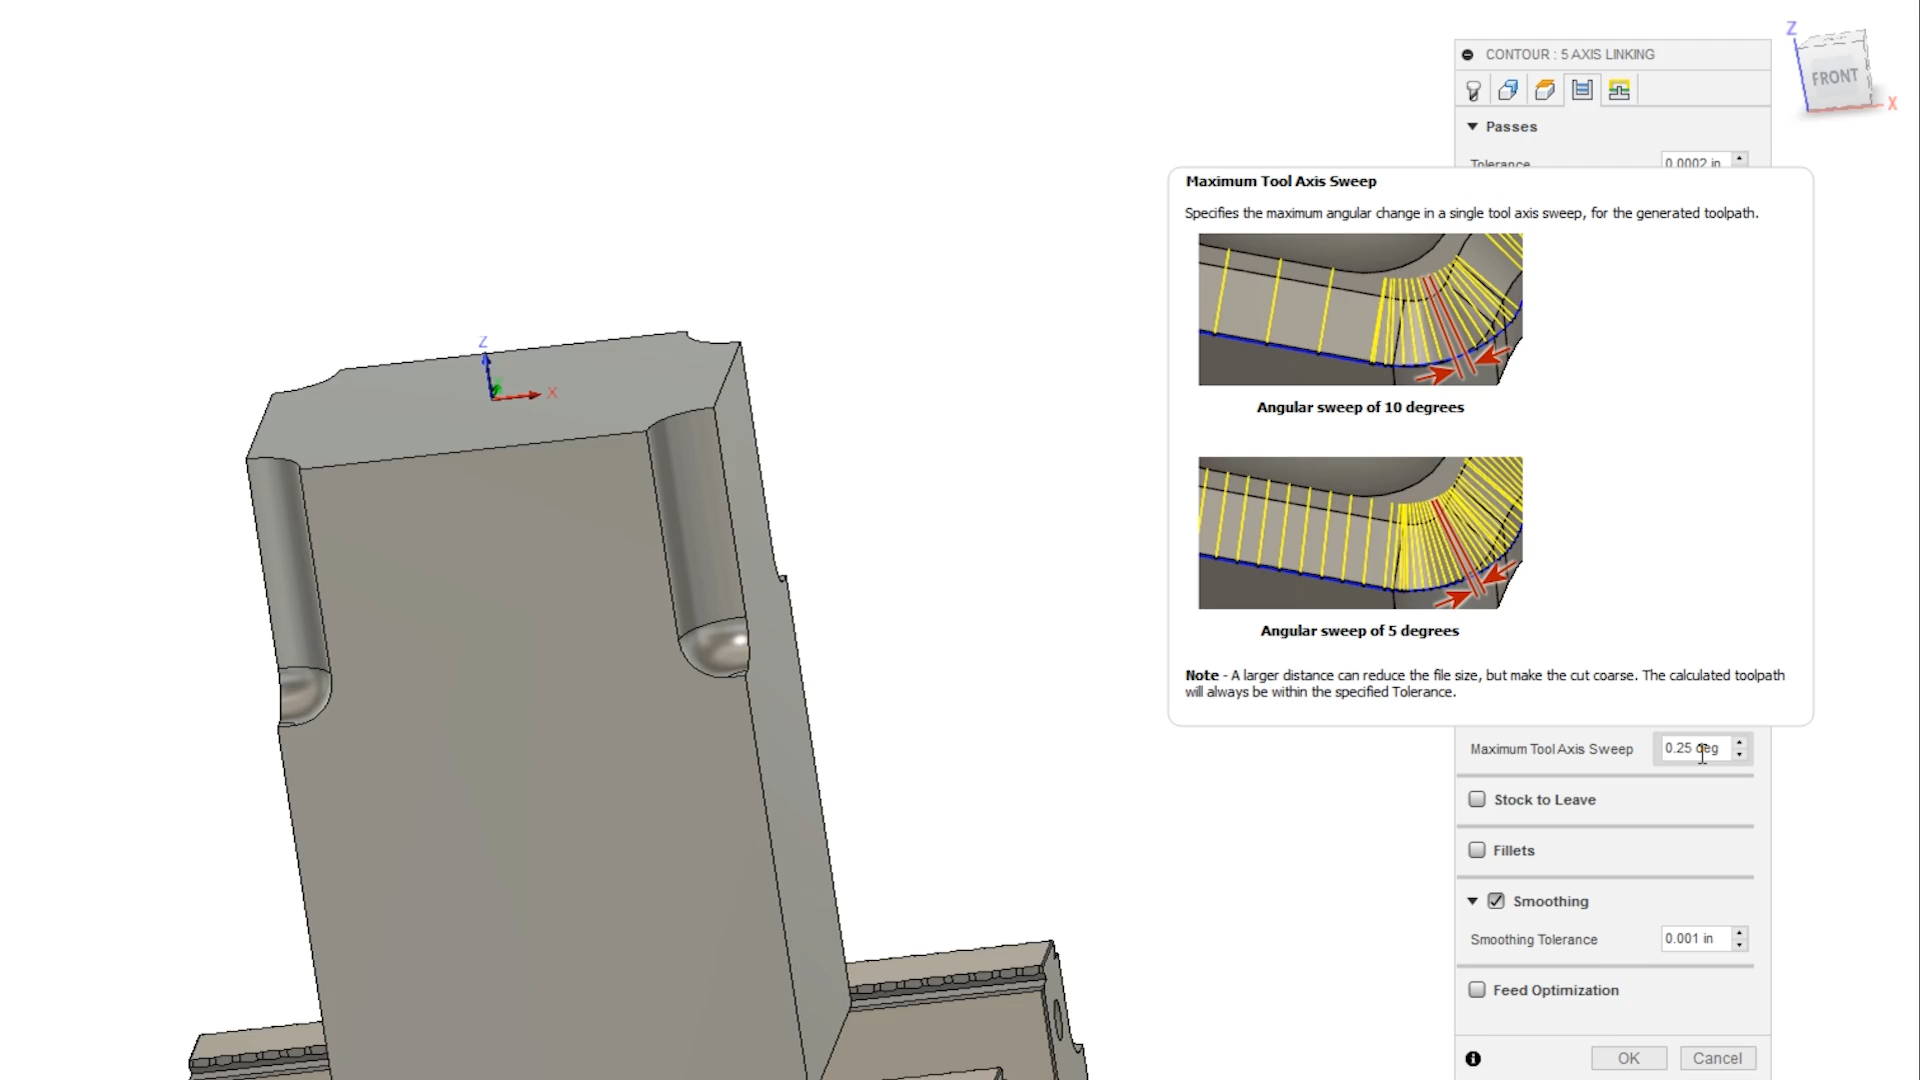 CONTOUR : 5 AXIS LINKING
Z
FRONT
X
Passes
Tolerance 0.0002 in
Maximum Tool Axis Sweep
Specifies the maximum angular change in a single tool axis sweep, for the generated toolpath.
Angular sweep of 10 degrees
Angular sweep of 5 degrees
Note - A larger distance can reduce the file size, but make the cut coarse. The calculated toolpath
will always be within the specified Tolerance.
Z
X
Maximum Tool Axis Sweep 0.25 deg
Stock to Leave
Fillets
Smoothing
Smoothing Tolerance 0.001 in
Feed Optimization
OK Cancel